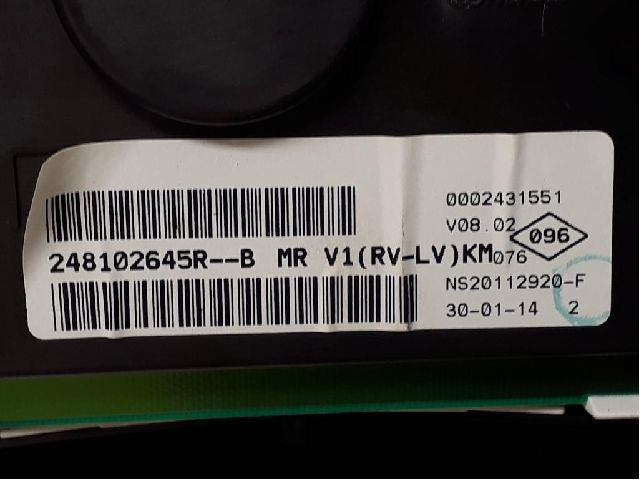 0002431551
V08.02
096
248102645R--B MR V1(RV-LV)KM
076
NS20112920-F
30-01-14 2